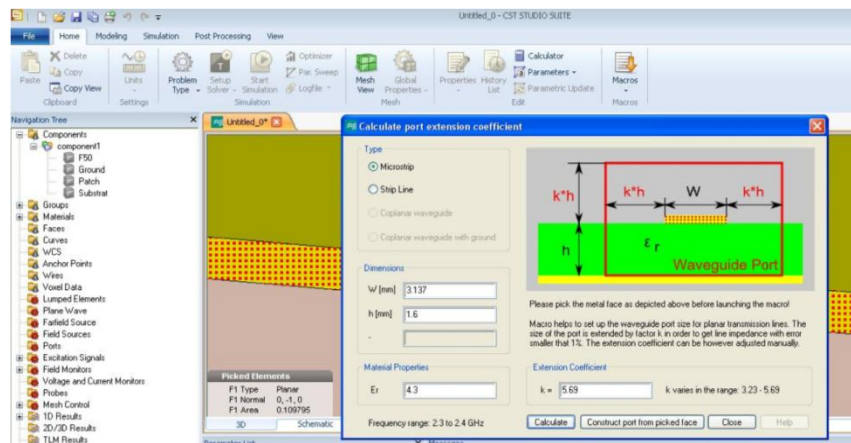 Untitled_0 - CST STUDIO SUITE
File Home Modeling Simulation Post Processing View
Paste
Delete
Copy
Copy View
Clipboard
Units
Settings
Problem Type
Setup Solver
Start Simulation
Optimizer
Par. Sweep
Logfile
Simulation
Mesh View
Global Properties
Mesh
Properties
History List
Calculator
Parameters
Parametric Update
Edit
Macros
Macros
Navigation Tree
Components
component1
F50
Ground
Patch
Substrat
Groups
Materials
Faces
Curves
WCS
Anchor Points
Wires
Voxel Data
Lumped Elements
Plane Wave
Farfield Source
Field Sources
Ports
Excitation Signals
Field Monitors
Voltage and Current Monitors
Probes
Mesh Control
1D Results
2D/3D Results
TLM Results
Untitled_0*
Picked Elements
F1 Type Planar
F1 Normal 0, -1, 0
F1 Area 0.109795
3D Schematic
Parameter List
Messages
Calculate port extension coefficient
Type
Microstrip
Strip Line
Coplanar waveguide
Coplanar waveguide with ground
Dimensions
W [mm] 3.137
h [mm] 1.6
-
Material Properties
Er 4.3
Frequency range: 2.3 to 2.4 GHz
k*h
k*h W k*h
h
ε r
Waveguide Port
Please pick the metal face as depicted above before launching the macro!
Macro helps to set up the waveguide port size for planar transmission lines. The
size of the port is extended by factor k in order to get line impedance with error
smaller that 1%. The extension coefficient can be however adjusted manually.
Extension Coefficient
k = 5.69 k varies in the range: 3.23 - 5.69
Calculate Construct port from picked face Close Help